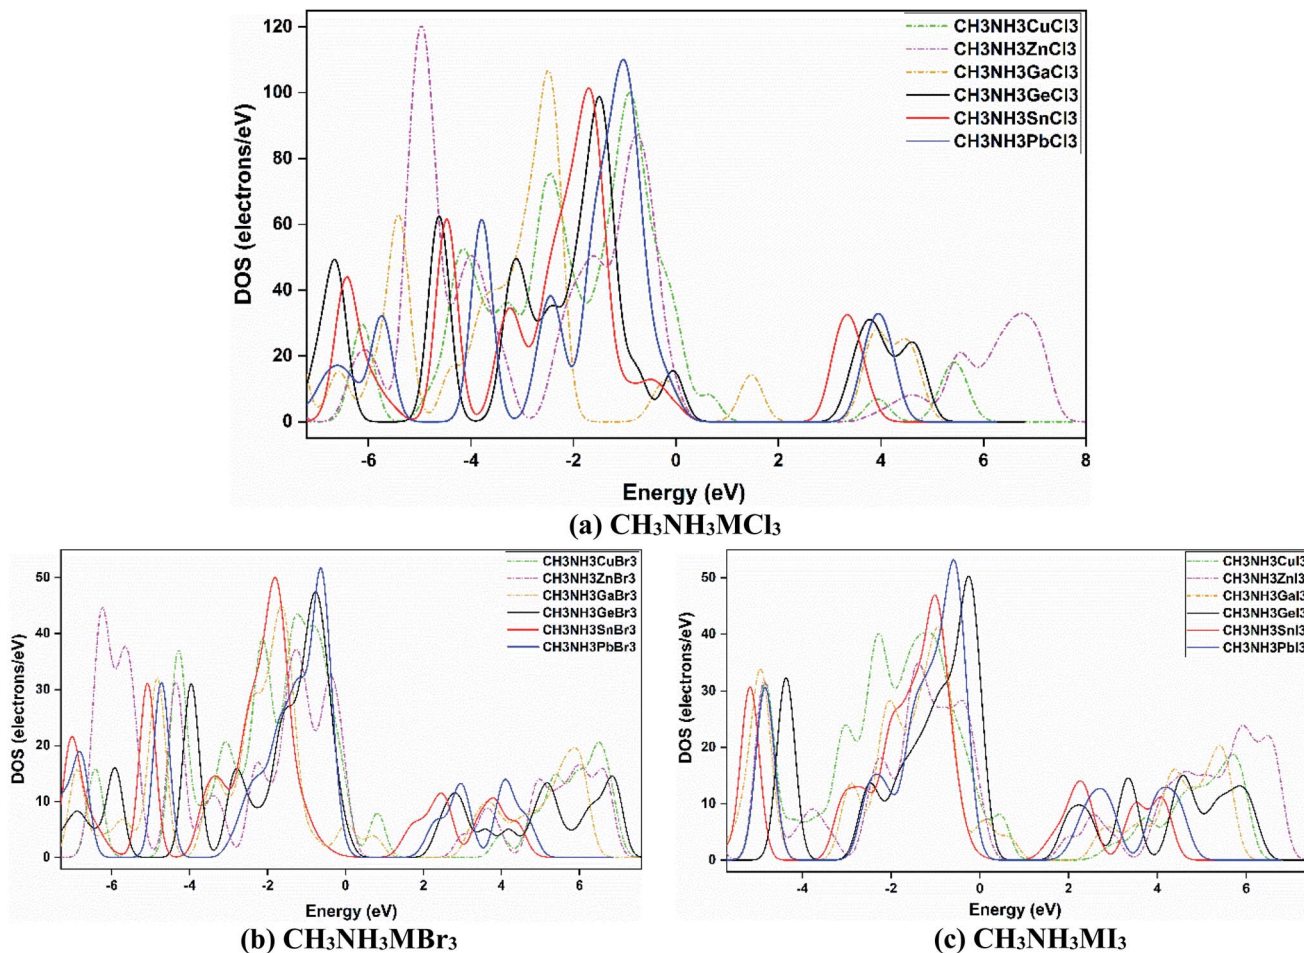 120
100
80
60
40
20
0
DOS (electrons/eV)
CH3NH3CuCl3
CH3NH3ZnCl3
CH3NH3GaCl3
CH3NH3GeCl3
CH3NH3SnCl3
CH3NH3PbCl3
-6 -4 -2 0 2 4 6 8
Energy (eV)
(a) CH₃NH₃MCl₃
50
40
30
20
10
0
DOS (electrons/eV)
CH3NH3CuBr3
CH3NH3ZnBr3
CH3NH3GaBr3
CH3NH3GeBr3
CH3NH3SnBr3
CH3NH3PbBr3
-6 -4 -2 0 2 4 6
Energy (eV)
(b) CH₃NH₃MBr₃
50
40
30
20
10
0
DOS (electrons/eV)
CH3NH3CuI3
CH3NH3ZnI3
CH3NH3GaI3
CH3NH3GeI3
CH3NH3SnI3
CH3NH3PbI3
-4 -2 0 2 4 6
Energy (eV)
(c) CH₃NH₃MI₃